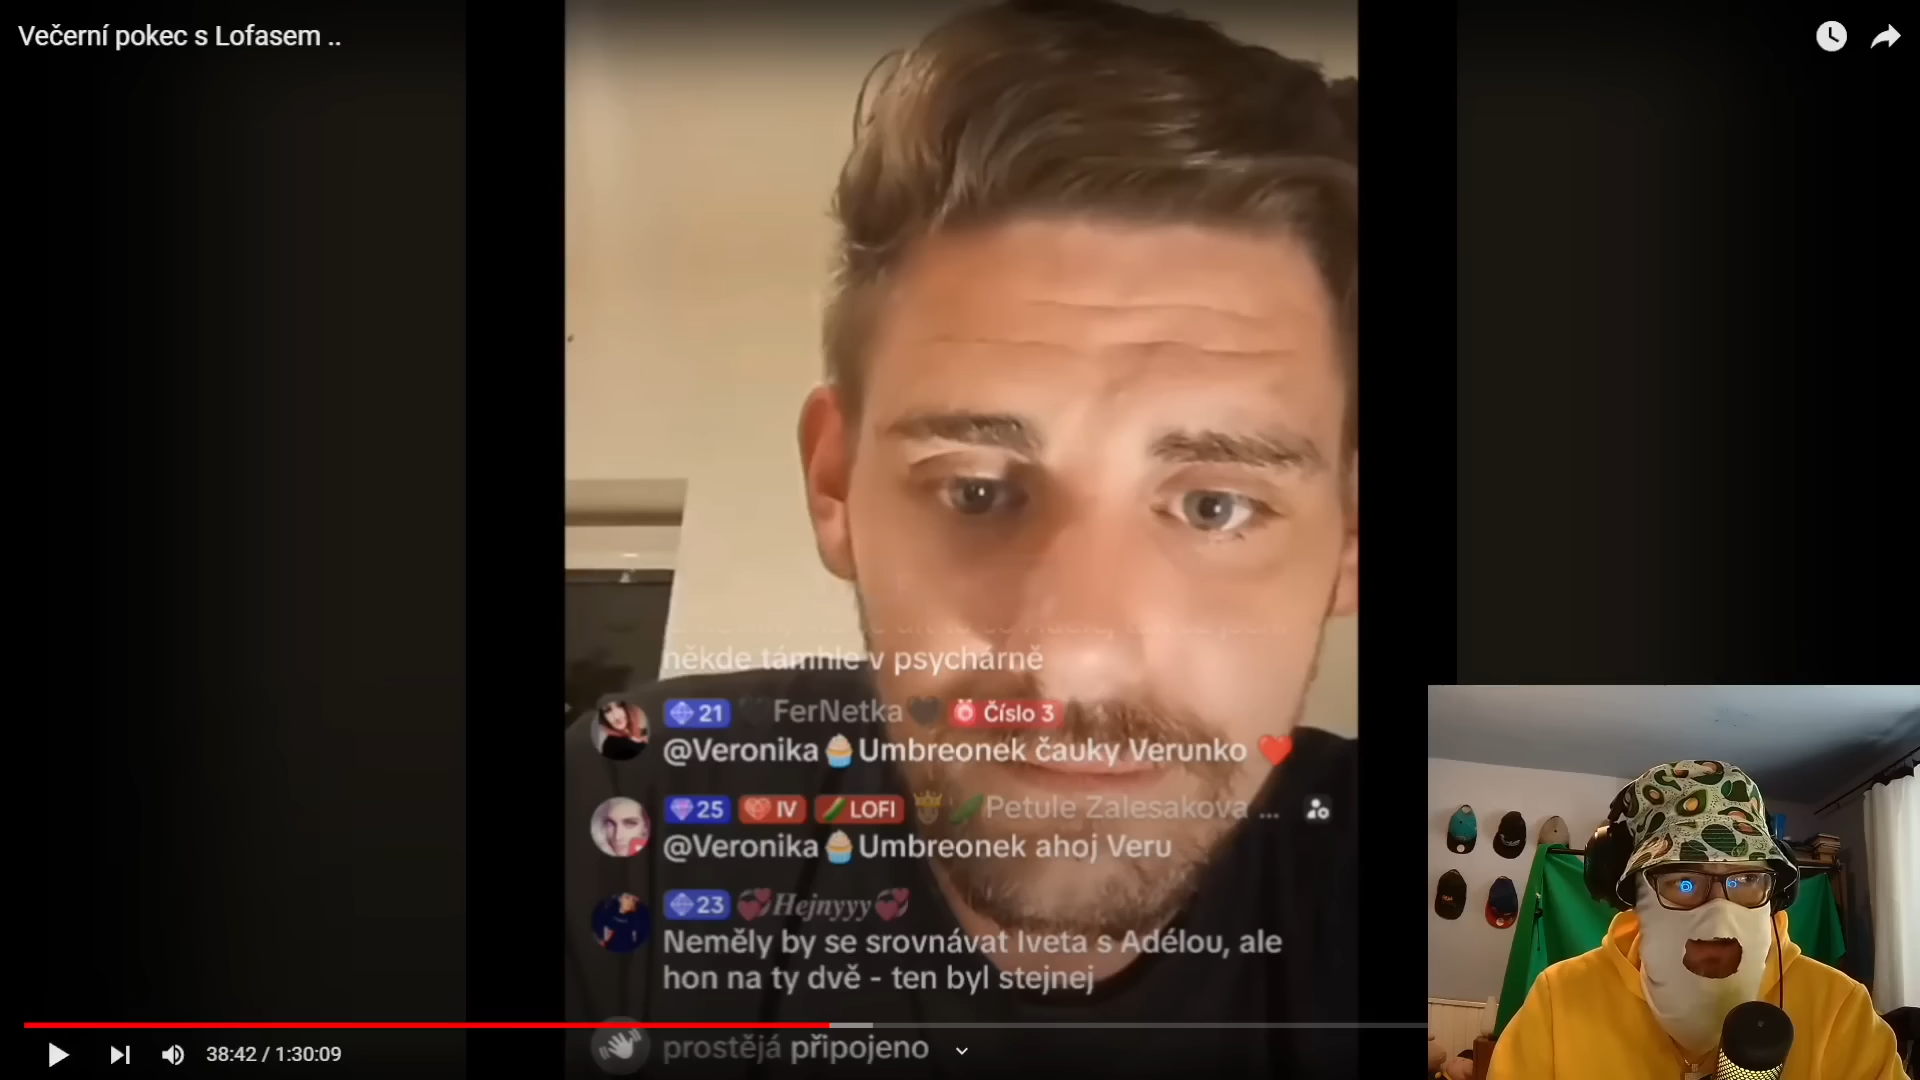 Večerní pokec s Lofasem ..
někde támhle v psychárně
21 🖤FerNetka🖤 Číslo 3
@Veronika🧁Umbreonek čauky Verunko ❤️
25 IV LOFI Petule Zalesakova ...
@Veronika🧁Umbreonek ahoj Veru
23 💞Hejnyyy💞
Neměly by se srovnávat Iveta s Adélou, ale
hon na ty dvě - ten byl stejnej
prostějá připojeno
38:42 / 1:30:09